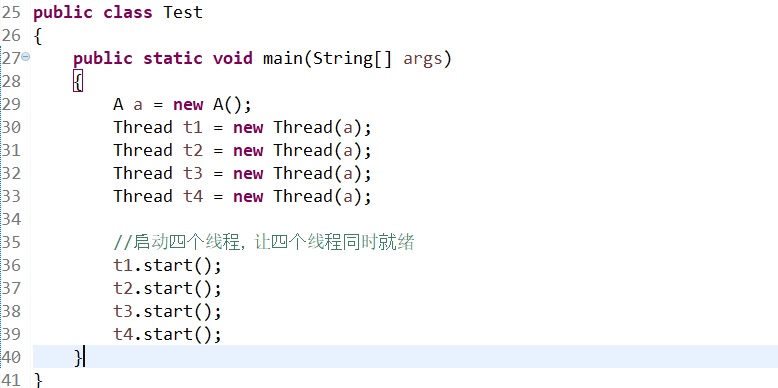 25 public class Test
26 {
27     public static void main(String[] args)
28     {
29         A a = new A();
30         Thread t1 = new Thread(a);
31         Thread t2 = new Thread(a);
32         Thread t3 = new Thread(a);
33         Thread t4 = new Thread(a);
34
35         //启动四个线程, 让四个线程同时就绪
36         t1.start();
37         t2.start();
38         t3.start();
39         t4.start();
40     }
41 }